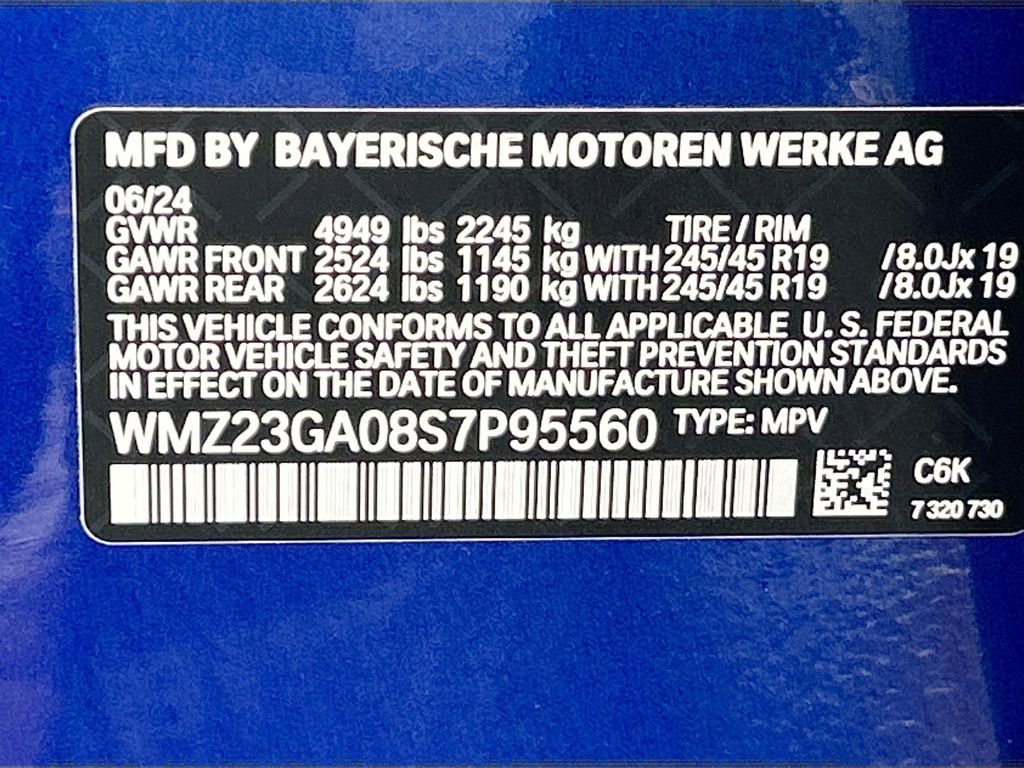 MFD BY BAYERISCHE MOTOREN WERKE AG
06/24
GVWR 4949 lbs 2245 kg TIRE / RIM
GAWR FRONT 2524 lbs 1145 kg WITH 245/45 R19 /8.0Jx 19
GAWR REAR 2624 lbs 1190 kg WITH 245/45 R19 /8.0Jx 19
THIS VEHICLE CONFORMS TO ALL APPLICABLE U. S. FEDERAL
MOTOR VEHICLE SAFETY AND THEFT PREVENTION STANDARDS
IN EFFECT ON THE DATE OF MANUFACTURE SHOWN ABOVE.
WMZ23GA08S7P95560 TYPE: MPV
C6K
7 320 730